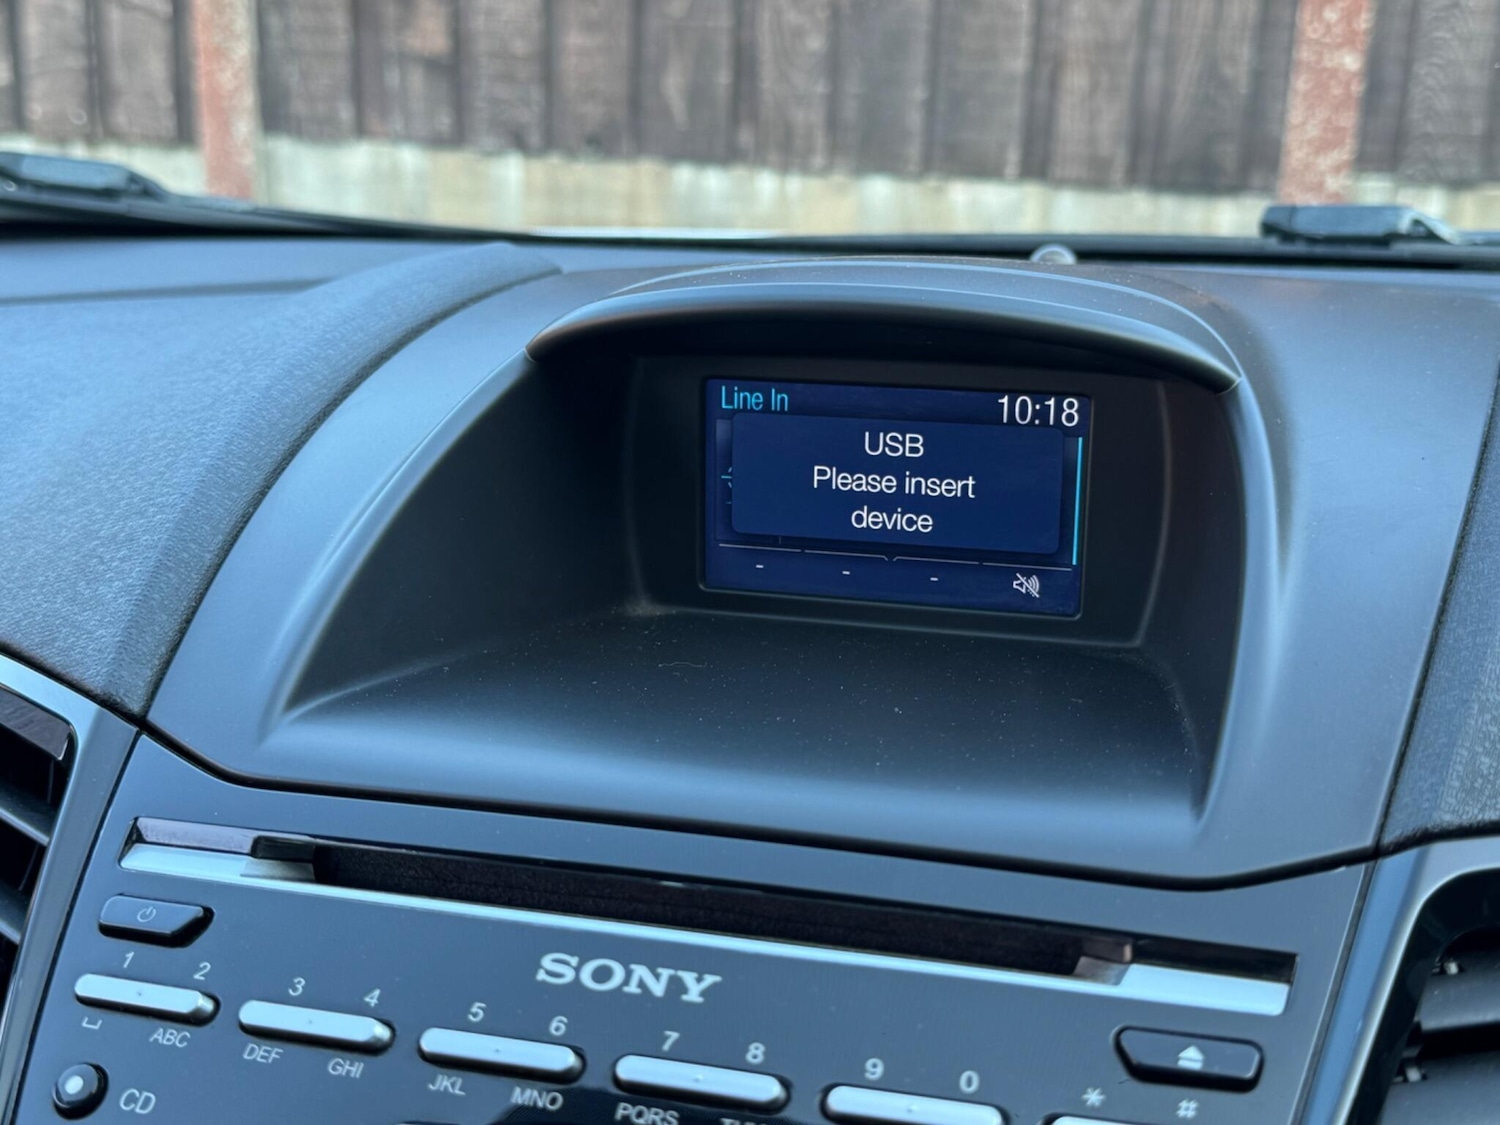 Line In 10:18
USB
Please insert
device
- - -
SONY
1 2 3 4 5 6 7 8 9 0 * #
ABC DEF GHI JKL MNO PQRS
CD